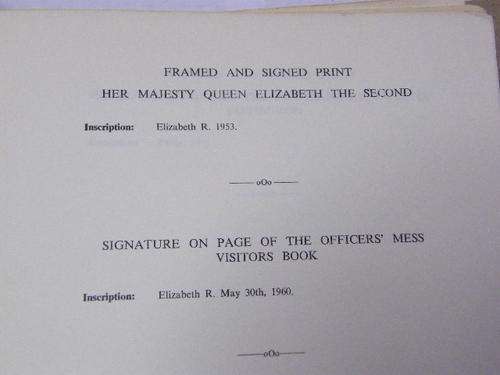 FRAMED AND SIGNED PRINT
HER MAJESTY QUEEN ELIZABETH THE SECOND
Inscription: Elizabeth R. 1953.
——oOo——
SIGNATURE ON PAGE OF THE OFFICERS' MESS
VISITORS BOOK
Inscription: Elizabeth R. May 30th, 1960.
——oOo——